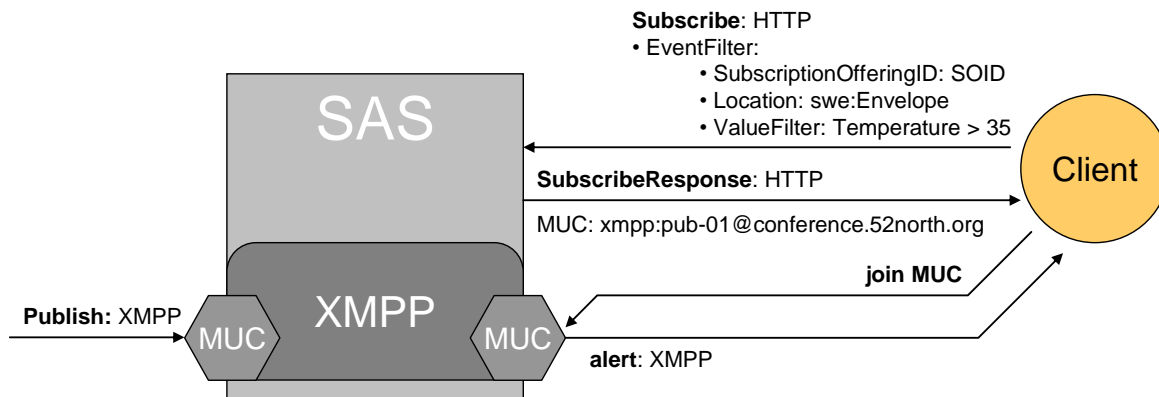 Subscribe: HTTP
• EventFilter:
• SubscriptionOfferingID: SOID
• Location: swe:Envelope
• ValueFilter: Temperature > 35
SAS
Client
SubscribeResponse: HTTP
MUC: xmpp:pub-01@conference.52north.org
join MUC
XMPP
Publish: XMPP
MUC
MUC
alert: XMPP